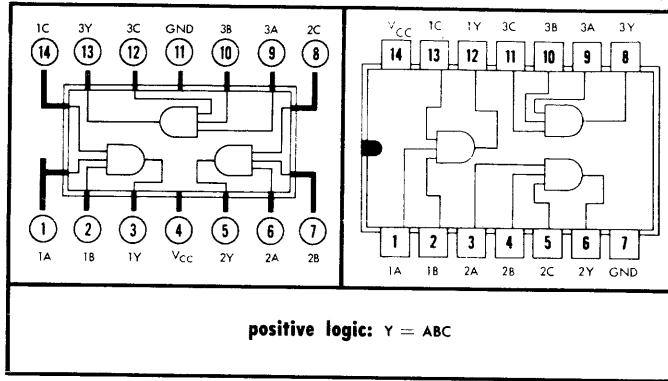 1C 3Y 3C GND 3B 3A 2C
14 13 12 11 10 9 8
1 2 3 4 5 6 7
1A 1B 1Y VCC 2Y 2A 2B
VCC 1C 1Y 3C 3B 3A 3Y
14 13 12 11 10 9 8
1 2 3 4 5 6 7
1A 1B 2A 2B 2C 2Y GND
positive logic: Y = ABC